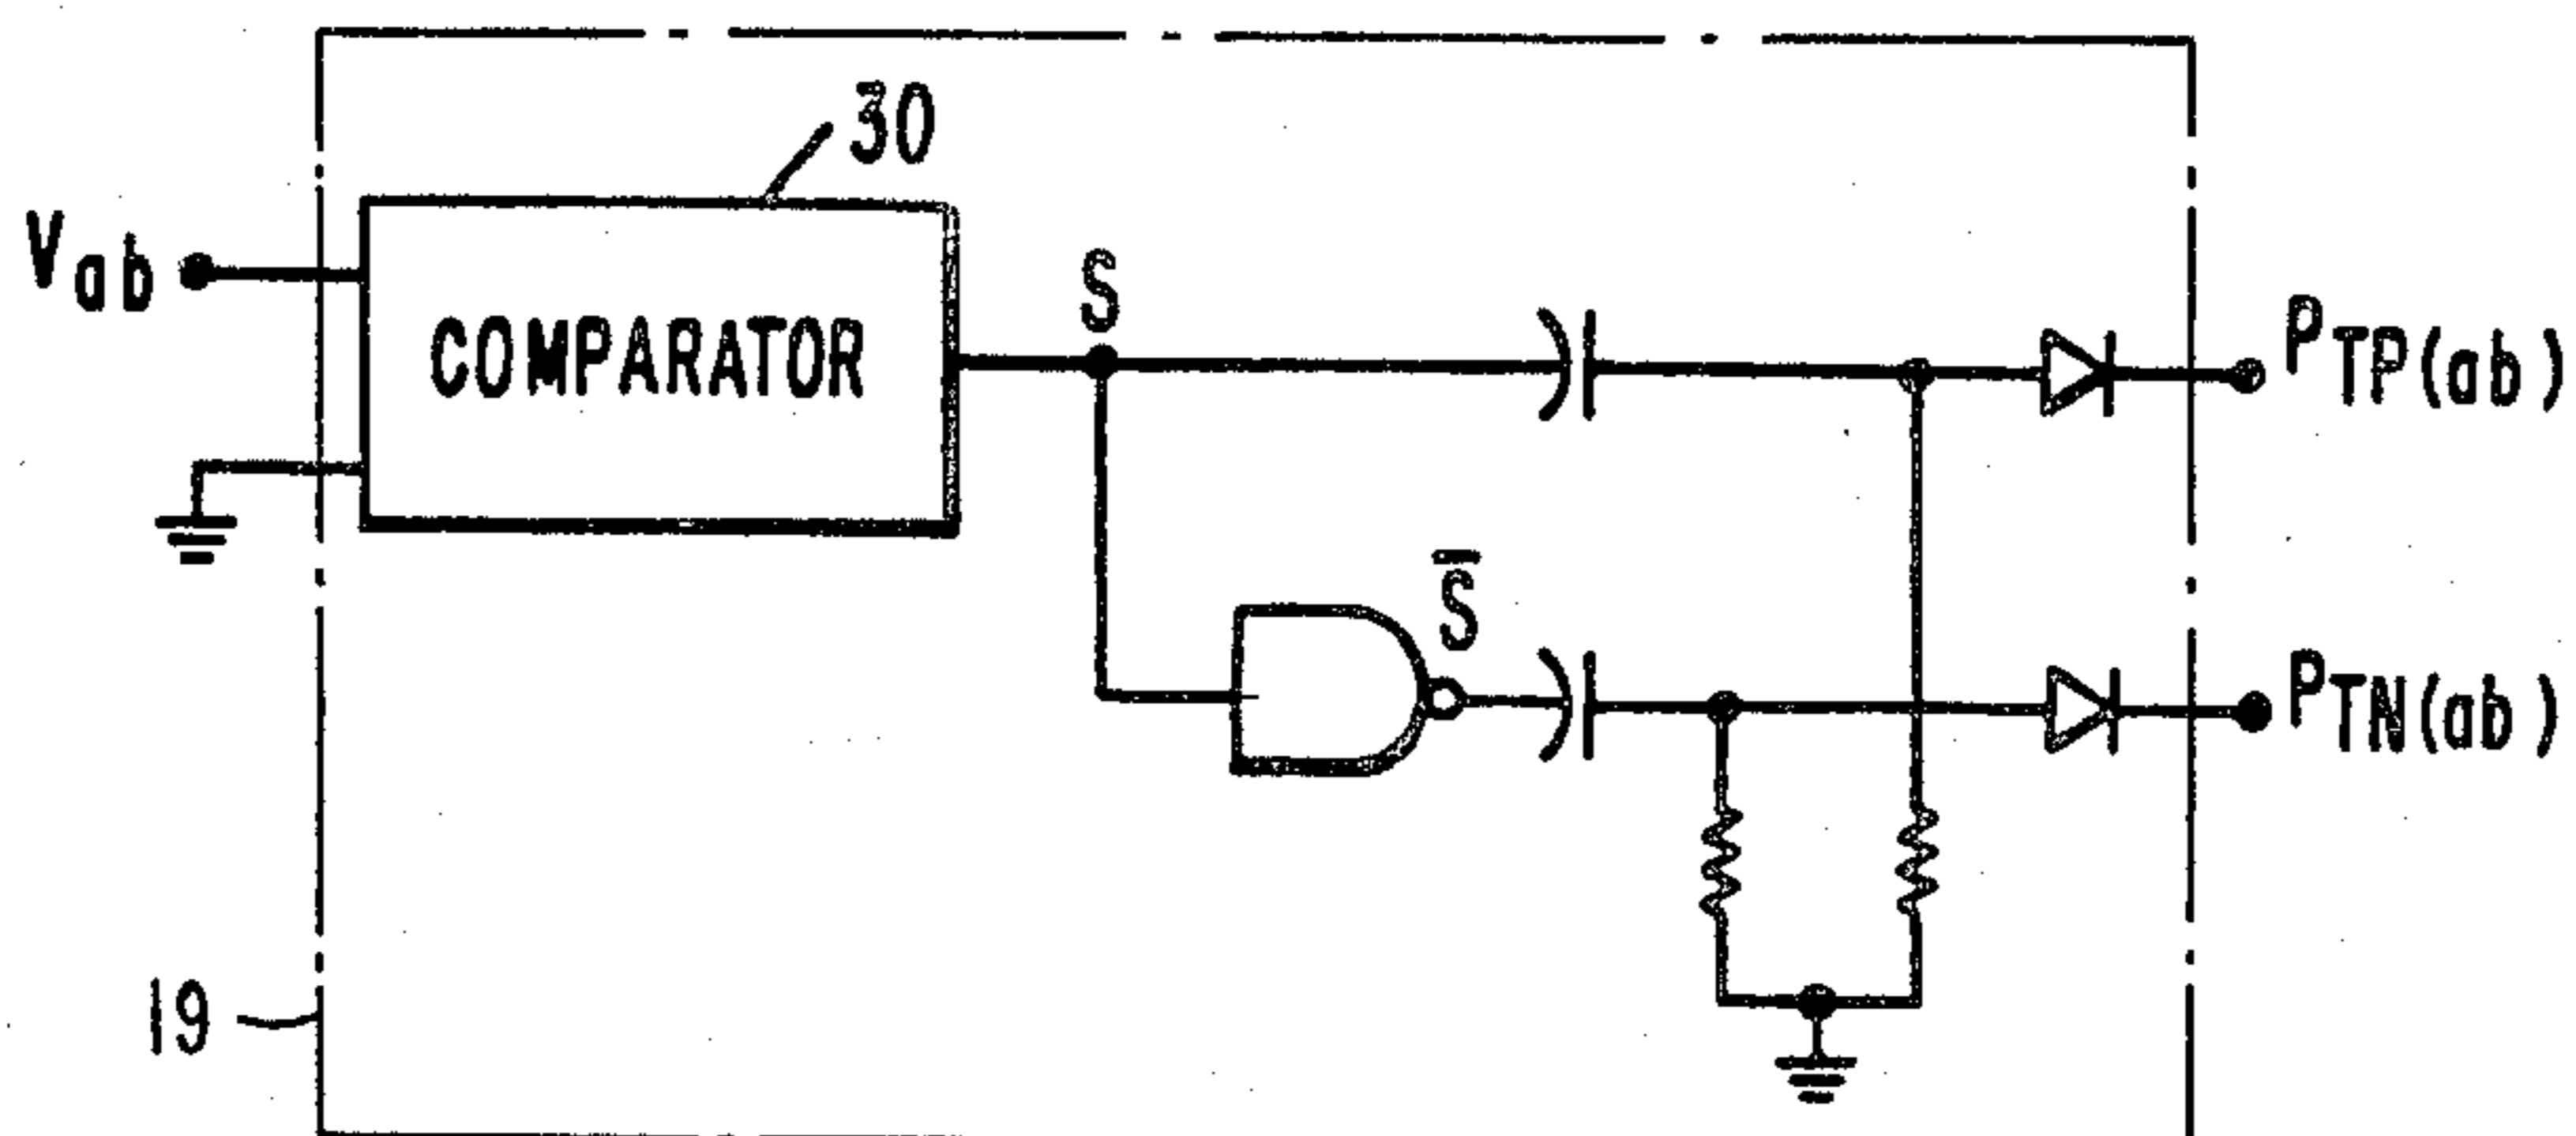 30
Vab
COMPARATOR
S
PTP(ab)
S̅
PTN(ab)
19